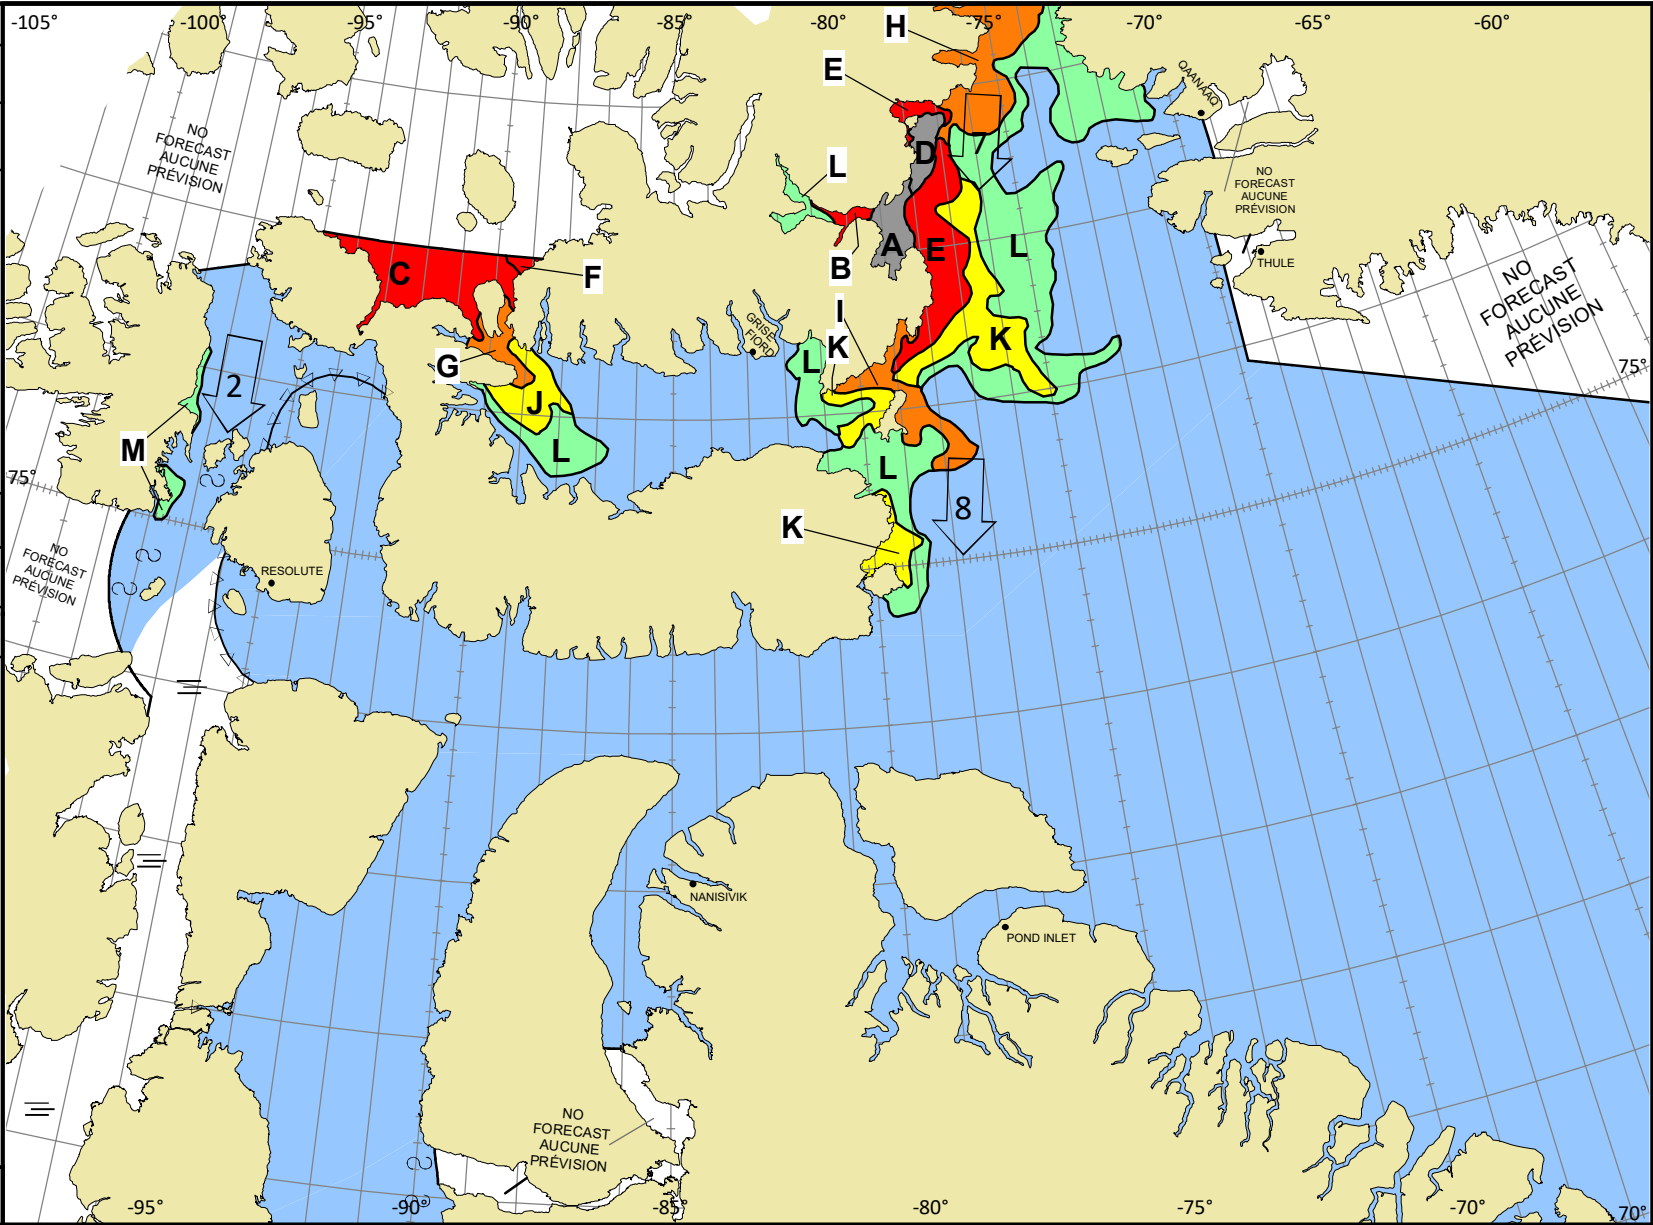 -105°
-100°
-95°
-90°
-85°
-80°
-75°
-70°
-65°
-60°
H
E
QAANAAQ
NO
FORECAST
AUCUNE
PRÉVISION
7
D
L
NO
FORECAST
AUCUNE
PRÉVISION
A
E
L
B
THULE
C
F
I
NO
FORECAST
AUCUNE
PRÉVISION
GRISE
FIORD
K
K
L
G
75°
2
J
M
L
L
75°
8
K
NO
FORECAST
AUCUNE
PRÉVISION
RESOLUTE
NANISIVIK
POND INLET
NO
FORECAST
AUCUNE
PRÉVISION
-95°
-90°
-85°
-80°
-75°
-70°
70°